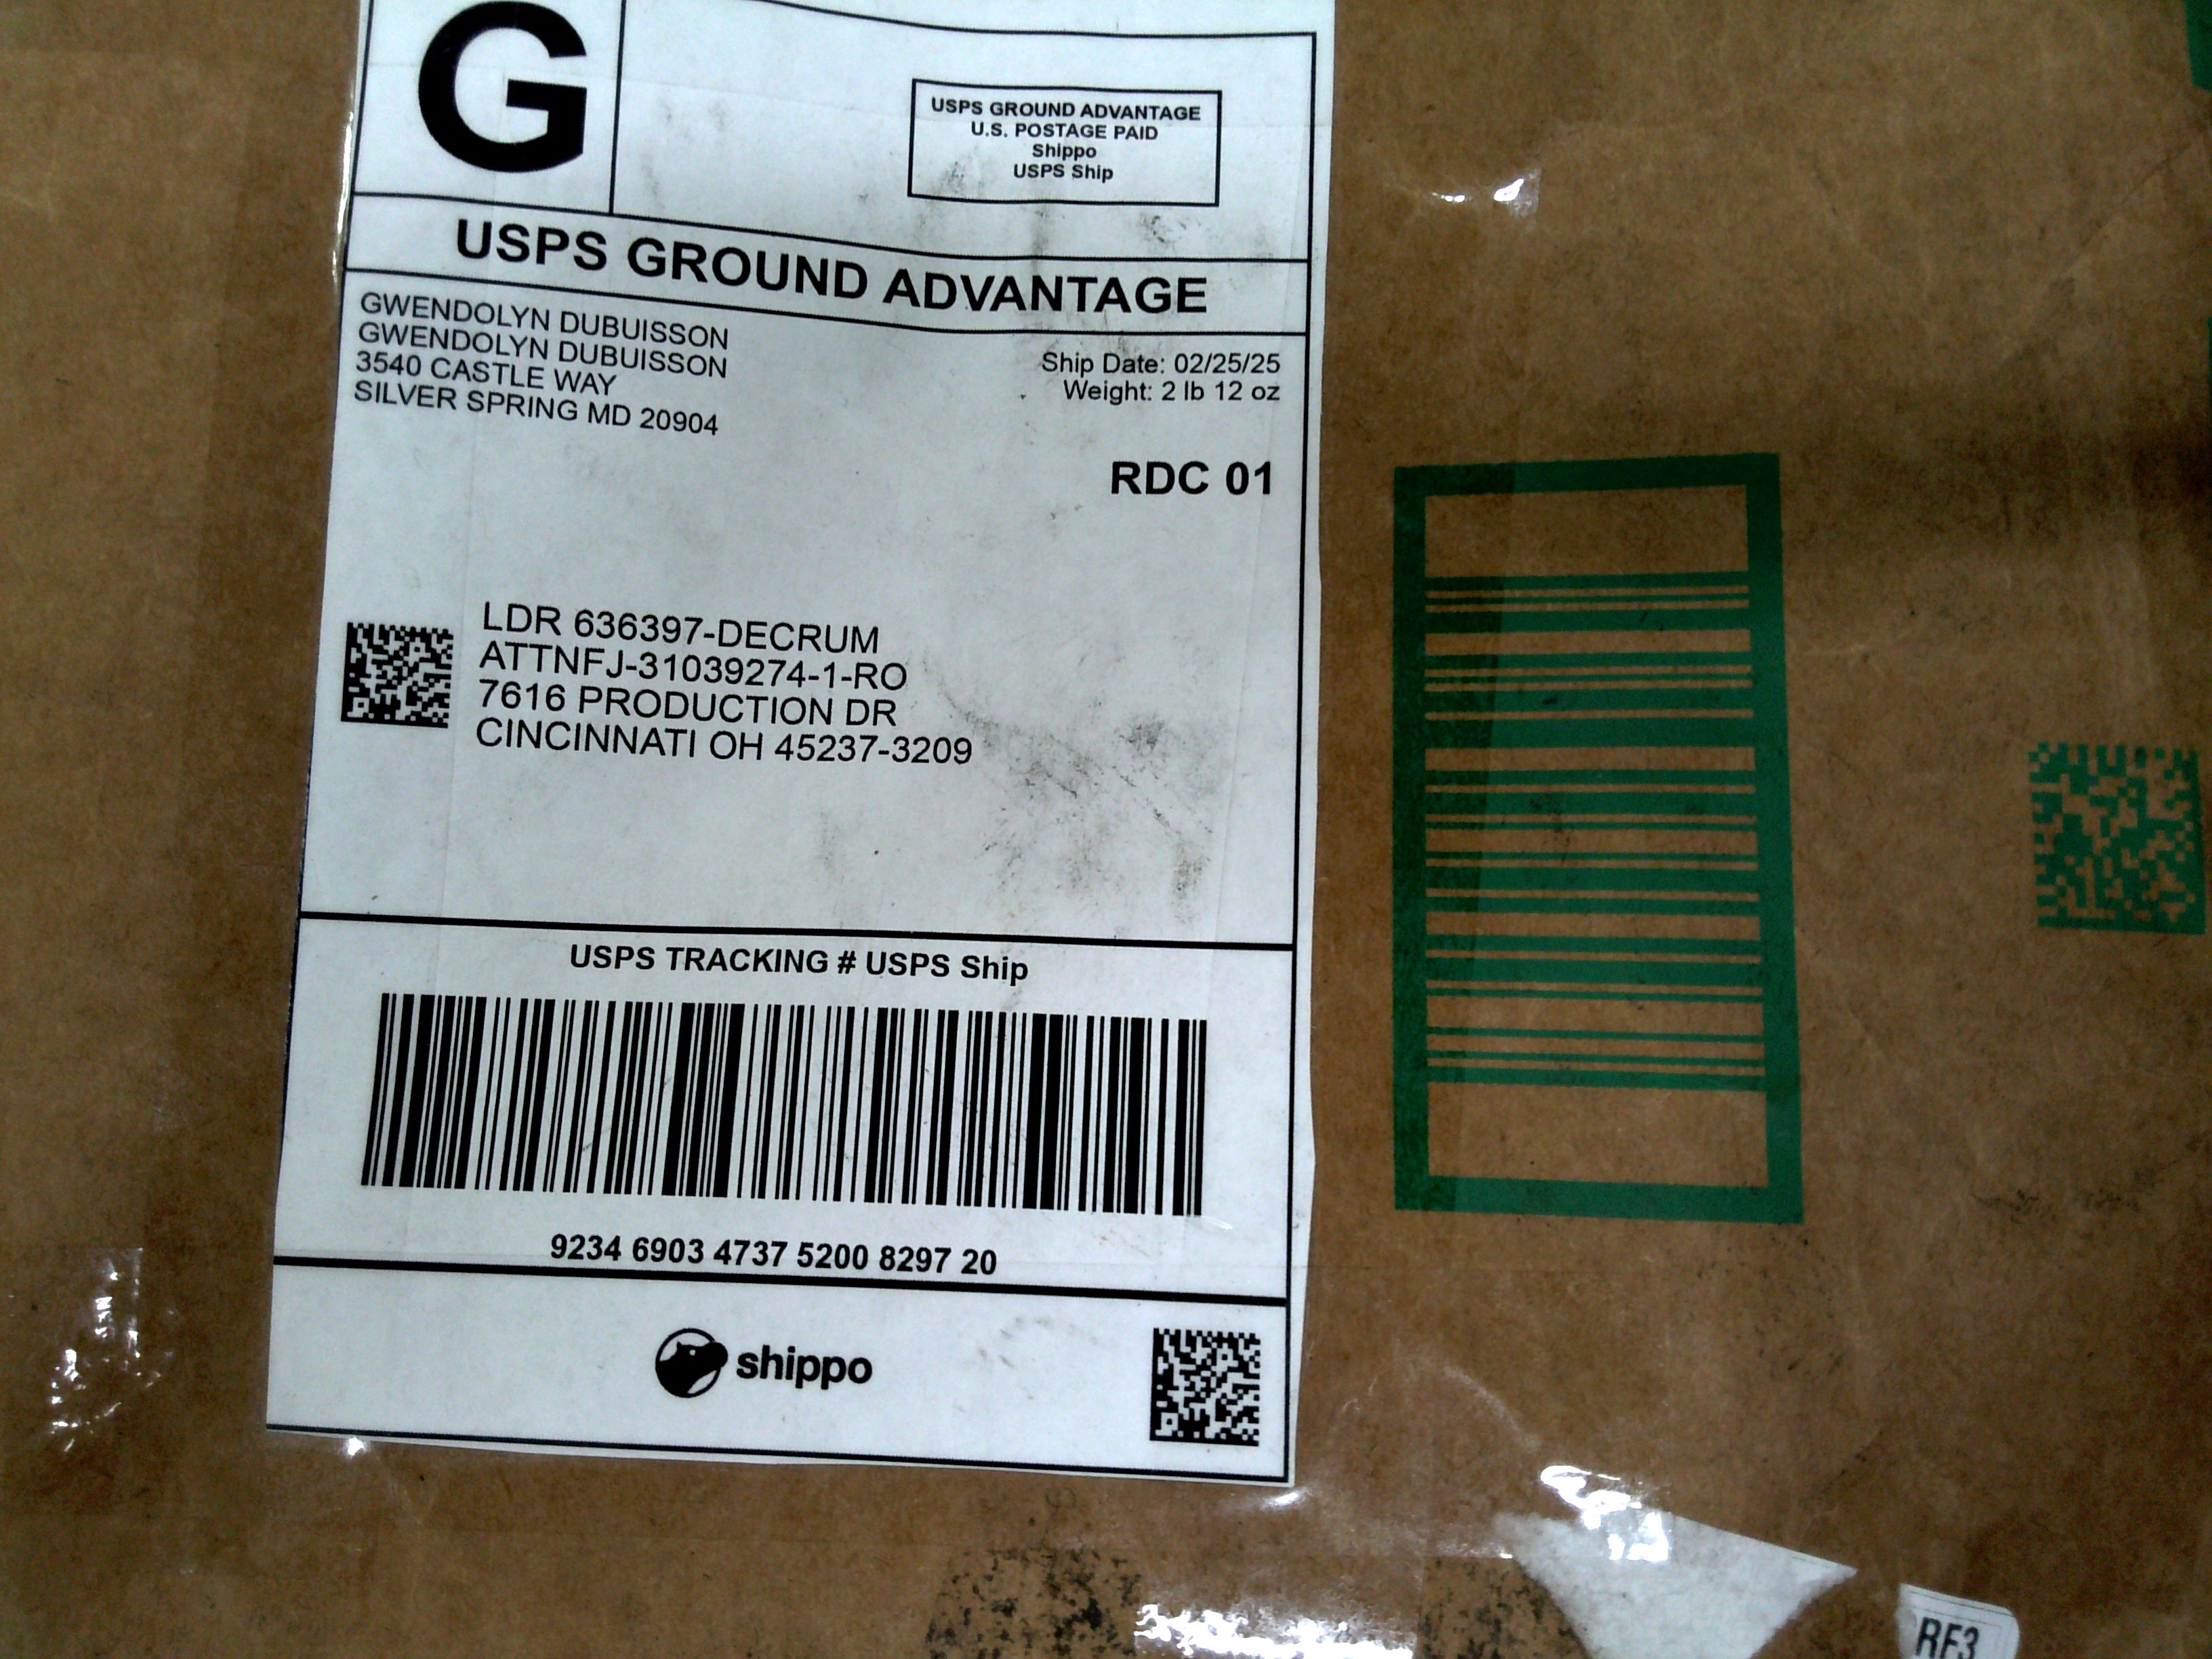 G
USPS GROUND ADVANTAGE
U.S. POSTAGE PAID
Shippo
USPS Ship
USPS GROUND ADVANTAGE
GWENDOLYN DUBUISSON
GWENDOLYN DUBUISSON
3540 CASTLE WAY
SILVER SPRING MD 20904
Ship Date: 02/25/25
Weight: 2 lb 12 oz
RDC 01
LDR 636397-DECRUM
ATTNFJ-31039274-1-RO
7616 PRODUCTION DR
CINCINNATI OH 45237-3209
USPS TRACKING # USPS Ship
9234 6903 4737 5200 8297 20
shippo
RF3